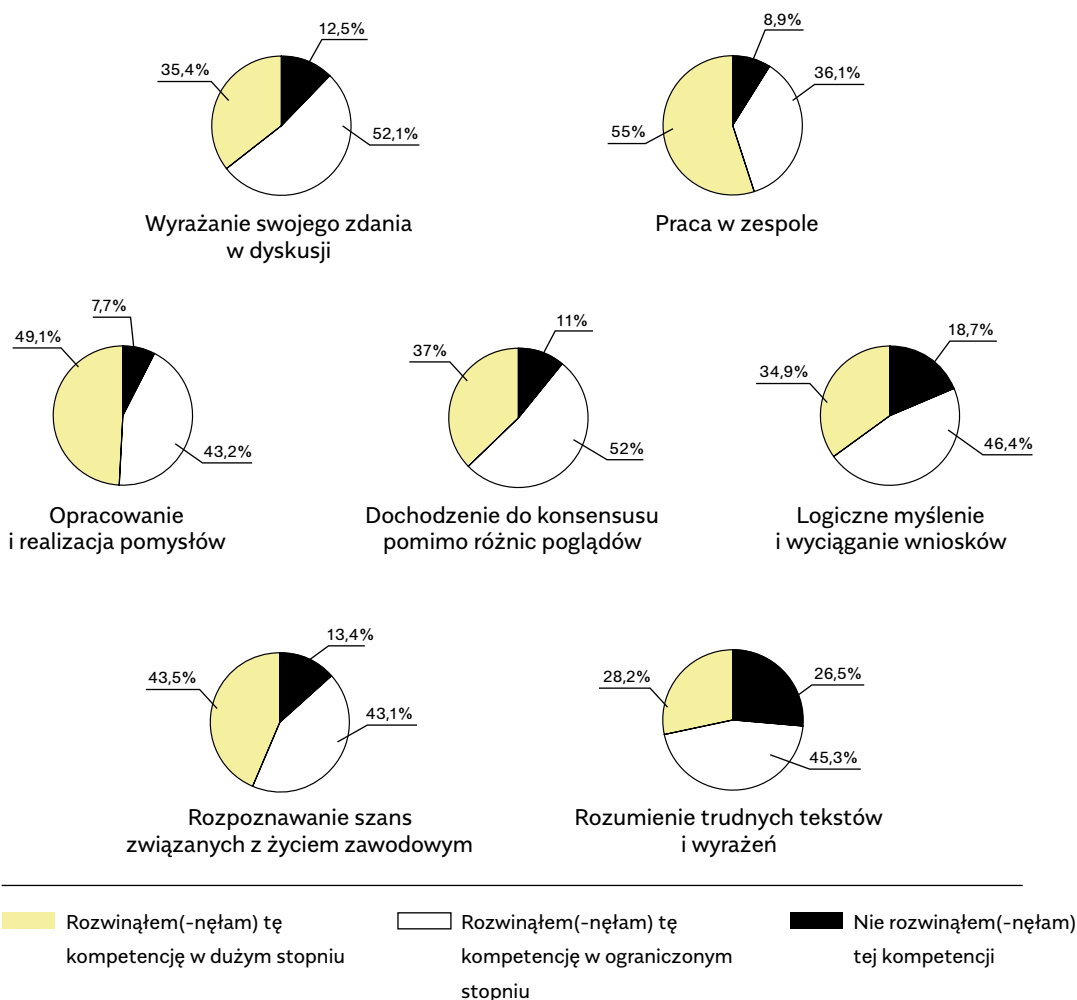 12,5%
35,4%
52,1%
Wyrażanie swojego zdania
w dyskusji
8,9%
36,1%
55%
Praca w zespole
7,7%
49,1%
43,2%
Opracowanie
i realizacja pomysłów
11%
37%
52%
Dochodzenie do konsensusu
pomimo różnic poglądów
18,7%
34,9%
46,4%
Logiczne myślenie
i wyciąganie wniosków
13,4%
43,5%
43,1%
Rozpoznawanie szans
związanych z życiem zawodowym
28,2%
26,5%
45,3%
Rozumienie trudnych tekstów
i wyrażeń
Rozwinąłem(-nęłam) tę
kompetencję w dużym stopniu
Rozwinąłem(-nęłam) tę
kompetencję w ograniczonym
stopniu
Nie rozwinąłem(-nęłam)
tej kompetencji